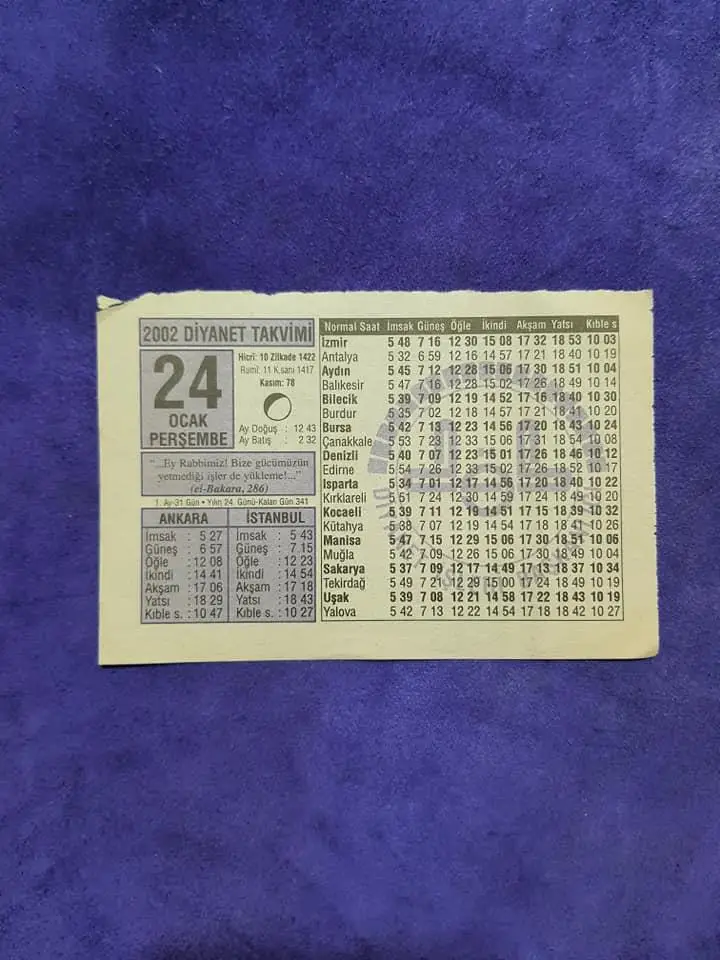 2002 DİYANET TAKVİMİ
24
OCAK
PERŞEMBE
Hicrî: 10 Zilkade 1422
Rumî: 11 K.sani 1417
Kasım: 78
Ay Doğuş : 12 43
Ay Batış : 2 32
"...Ey Rabbimiz! Bize gücümüzün
yetmediği işler de yükleme!..."
(el-Bakara, 286)
1. Ay-31 Gün • Yılın 24. Günü-Kalan Gün 341
ANKARA
İmsak : 5 27
Güneş : 6 57
Öğle : 12 08
İkindi : 14 41
Akşam : 17 06
Yatsı : 18 29
Kıble s. : 10 47
İSTANBUL
İmsak : 5 43
Güneş : 7 15
Öğle : 12 23
İkindi : 14 54
Akşam : 17 18
Yatsı : 18 43
Kıble s. : 10 27
Normal Saat İmsak Güneş Öğle İkindi Akşam Yatsı Kıble s
İzmir 5 48 7 16 12 30 15 08 17 32 18 53 10 03
Antalya 5 32 6 59 12 16 14 57 17 21 18 40 10 19
Aydın 5 45 7 12 12 28 15 06 17 30 18 51 10 04
Balıkesir 5 47 7 16 12 28 15 02 17 26 18 49 10 14
Bilecik 5 39 7 09 12 19 14 52 17 16 18 40 10 30
Burdur 5 35 7 02 12 18 14 57 17 21 18 41 10 20
Bursa 5 42 7 13 12 23 14 56 17 20 18 43 10 24
Çanakkale 5 53 7 23 12 33 15 06 17 31 18 54 10 08
Denizli 5 40 7 07 12 23 15 01 17 26 18 46 10 12
Edirne 5 54 7 26 12 33 15 02 17 26 18 52 10 17
Isparta 5 34 7 01 12 17 14 56 17 20 18 40 10 22
Kırklareli 5 51 7 24 12 30 14 59 17 24 18 49 10 20
Kocaeli 5 39 7 11 12 19 14 51 17 15 18 39 10 32
Kütahya 5 38 7 07 12 19 14 54 17 18 18 41 10 26
Manisa 5 47 7 15 12 29 15 06 17 30 18 51 10 06
Muğla 5 42 7 09 12 26 15 06 17 30 18 49 10 04
Sakarya 5 37 7 09 12 17 14 49 17 13 18 37 10 34
Tekirdağ 5 49 7 21 12 29 15 00 17 24 18 49 10 19
Uşak 5 39 7 08 12 21 14 58 17 22 18 43 10 19
Yalova 5 42 7 13 12 22 14 54 17 18 18 42 10 27